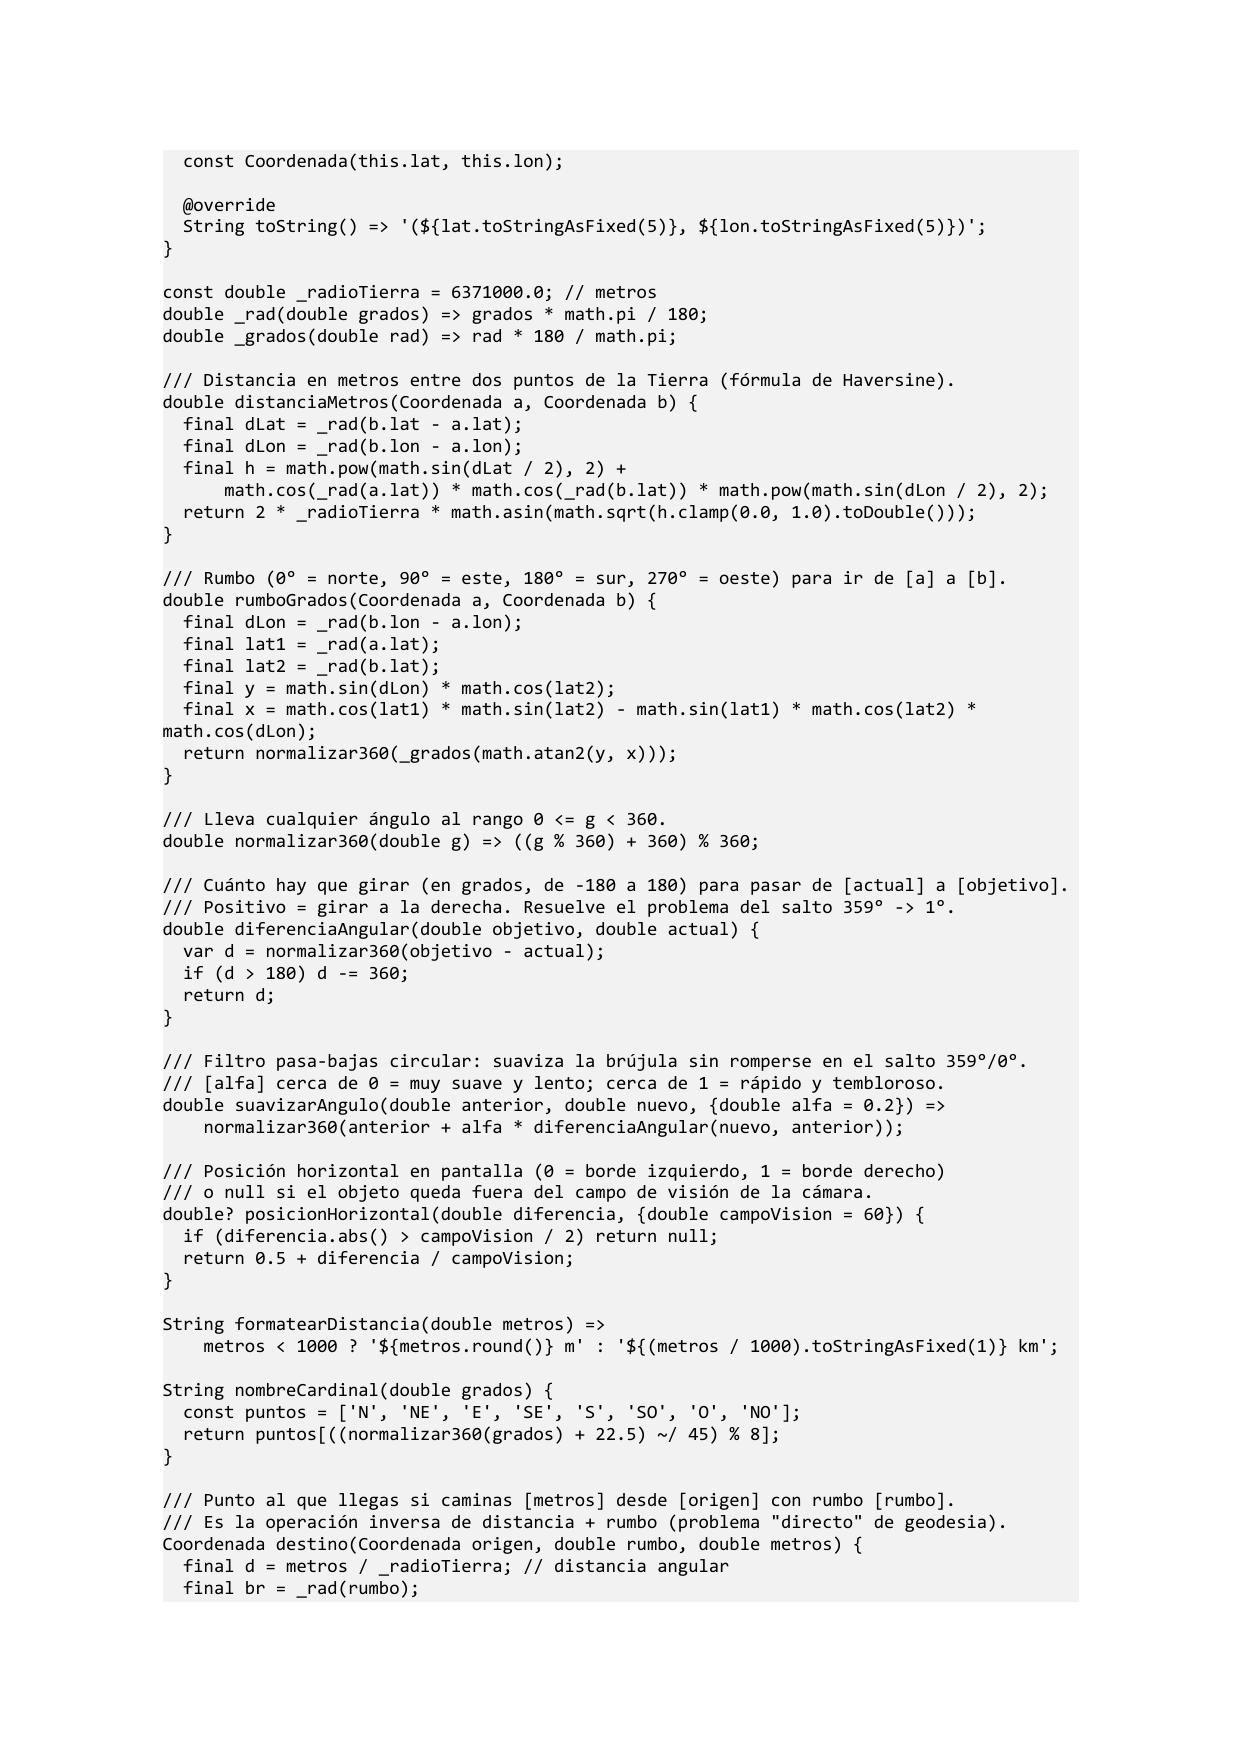 const Coordenada(this.lat, this.lon);

  @override
  String toString() => '(${lat.toStringAsFixed(5)}, ${lon.toStringAsFixed(5)})';
}

const double _radioTierra = 6371000.0; // metros
double _rad(double grados) => grados * math.pi / 180;
double _grados(double rad) => rad * 180 / math.pi;

/// Distancia en metros entre dos puntos de la Tierra (fórmula de Haversine).
double distanciaMetros(Coordenada a, Coordenada b) {
  final dLat = _rad(b.lat - a.lat);
  final dLon = _rad(b.lon - a.lon);
  final h = math.pow(math.sin(dLat / 2), 2) +
      math.cos(_rad(a.lat)) * math.cos(_rad(b.lat)) * math.pow(math.sin(dLon / 2), 2);
  return 2 * _radioTierra * math.asin(math.sqrt(h.clamp(0.0, 1.0).toDouble()));
}

/// Rumbo (0° = norte, 90° = este, 180° = sur, 270° = oeste) para ir de [a] a [b].
double rumboGrados(Coordenada a, Coordenada b) {
  final dLon = _rad(b.lon - a.lon);
  final lat1 = _rad(a.lat);
  final lat2 = _rad(b.lat);
  final y = math.sin(dLon) * math.cos(lat2);
  final x = math.cos(lat1) * math.sin(lat2) - math.sin(lat1) * math.cos(lat2) *
math.cos(dLon);
  return normalizar360(_grados(math.atan2(y, x)));
}

/// Lleva cualquier ángulo al rango 0 <= g < 360.
double normalizar360(double g) => ((g % 360) + 360) % 360;

/// Cuánto hay que girar (en grados, de -180 a 180) para pasar de [actual] a [objetivo].
/// Positivo = girar a la derecha. Resuelve el problema del salto 359° -> 1°.
double diferenciaAngular(double objetivo, double actual) {
  var d = normalizar360(objetivo - actual);
  if (d > 180) d -= 360;
  return d;
}

/// Filtro pasa-bajas circular: suaviza la brújula sin romperse en el salto 359°/0°.
/// [alfa] cerca de 0 = muy suave y lento; cerca de 1 = rápido y tembloroso.
double suavizarAngulo(double anterior, double nuevo, {double alfa = 0.2}) =>
    normalizar360(anterior + alfa * diferenciaAngular(nuevo, anterior));

/// Posición horizontal en pantalla (0 = borde izquierdo, 1 = borde derecho)
/// o null si el objeto queda fuera del campo de visión de la cámara.
double? posicionHorizontal(double diferencia, {double campoVision = 60}) {
  if (diferencia.abs() > campoVision / 2) return null;
  return 0.5 + diferencia / campoVision;
}

String formatearDistancia(double metros) =>
    metros < 1000 ? '${metros.round()} m' : '${(metros / 1000).toStringAsFixed(1)} km';

String nombreCardinal(double grados) {
  const puntos = ['N', 'NE', 'E', 'SE', 'S', 'SO', 'O', 'NO'];
  return puntos[((normalizar360(grados) + 22.5) ~/ 45) % 8];
}

/// Punto al que llegas si caminas [metros] desde [origen] con rumbo [rumbo].
/// Es la operación inversa de distancia + rumbo (problema "directo" de geodesia).
Coordenada destino(Coordenada origen, double rumbo, double metros) {
  final d = metros / _radioTierra; // distancia angular
  final br = _rad(rumbo);